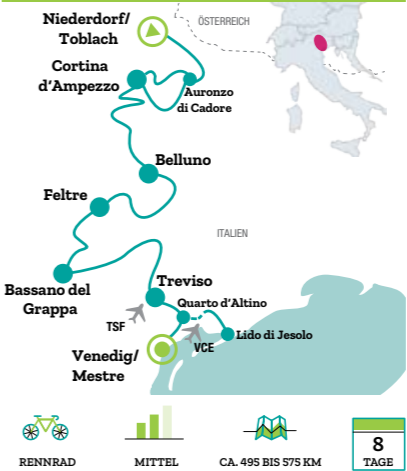 Niederdorf/
Toblach
ÖSTERREICH
Cortina
d'Ampezzo
Auronzo
di Cadore
Belluno
Feltre
ITALIEN
Bassano del
Grappa
Treviso
Quarto d'Altino
TSF
VCE
Lido di Jesolo
Venedig/
Mestre
RENNRAD
MITTEL
CA. 495 BIS 575 KM
8
TAGE